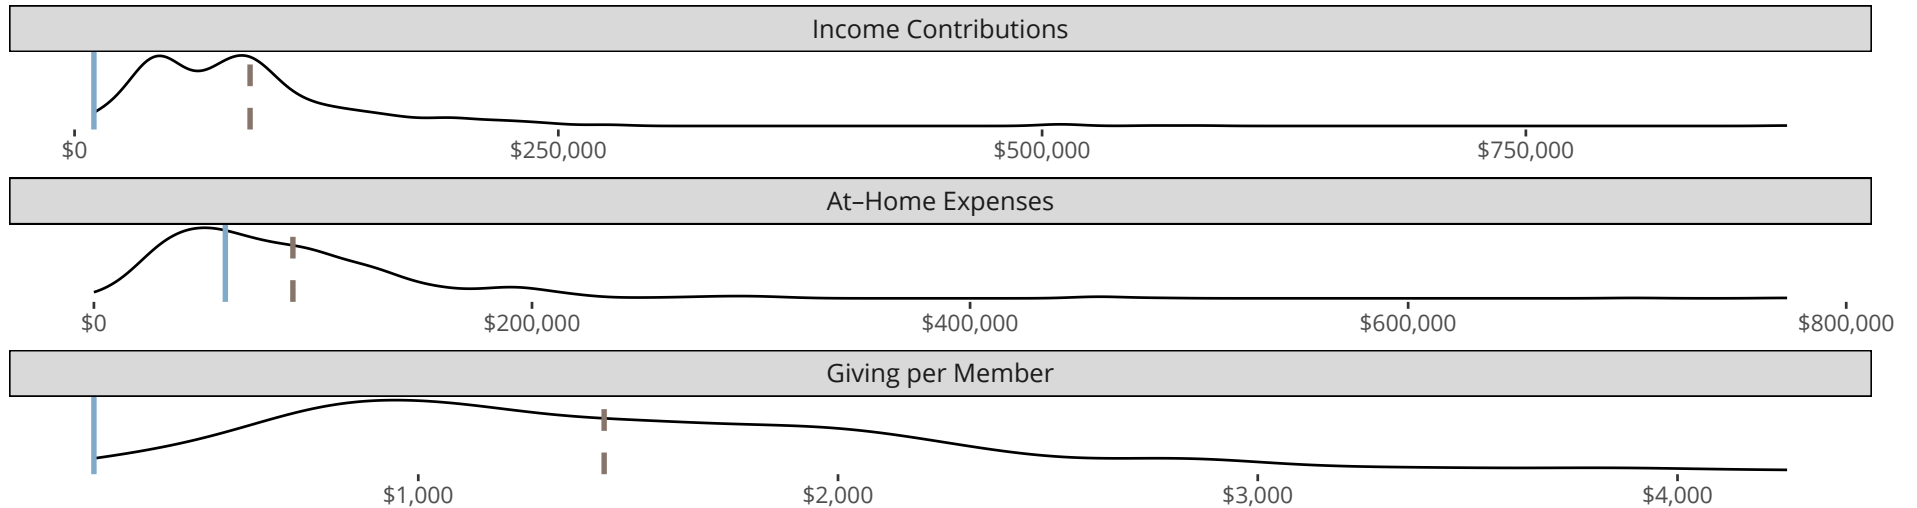 Income Contributions
$0 $250,000 $500,000 $750,000
At–Home Expenses
$0 $200,000 $400,000 $600,000 $800,000
Giving per Member
$1,000 $2,000 $3,000 $4,000